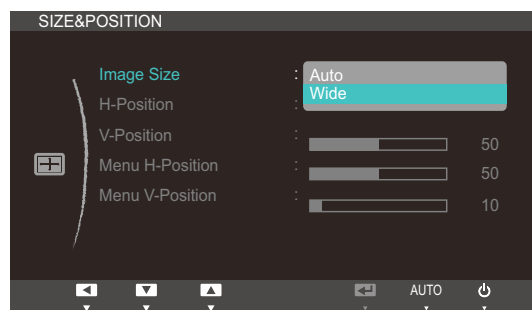 SIZE&POSITION
Image Size : Auto
Wide
H-Position :
V-Position : 50
Menu H-Position : 50
Menu V-Position : 10
AUTO